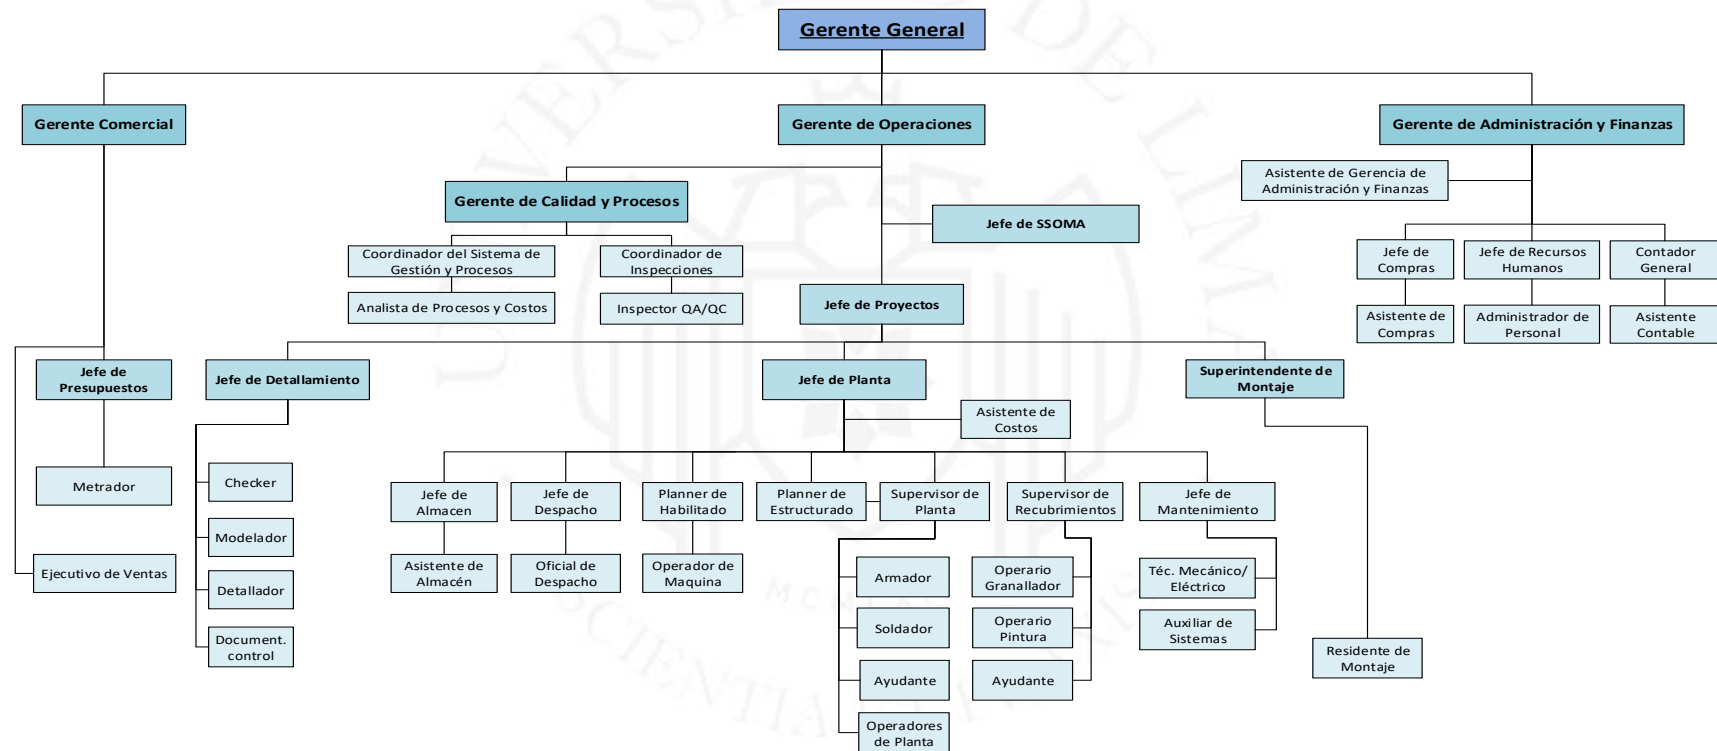 Gerente General
Gerente Comercial
Gerente de Operaciones
Gerente de Administración y Finanzas
Asistente de Gerencia de
Administración y Finanzas
Gerente de Calidad y Procesos
Jefe de SSOMA
Coordinador del Sistema de
Gestión y Procesos
Coordinador de
Inspecciones
Jefe de
Compras
Jefe de Recursos
Humanos
Contador
General
Analista de Procesos y Costos
Inspector QA/QC
Jefe de Proyectos
Asistente de
Compras
Administrador de
Personal
Asistente
Contable
Jefe de
Presupuestos
Jefe de Detallamiento
Jefe de Planta
Superintendente de
Montaje
Asistente de
Costos
Metrador
Checker
Jefe de
Almacen
Jefe de
Despacho
Planner de
Habilitado
Planner de
Estructurado
Supervisor de
Planta
Supervisor de
Recubrimientos
Jefe de
Mantenimiento
Modelador
Ejecutivo de Ventas
Detallador
Asistente de
Almacén
Oficial de
Despacho
Operador de
Maquina
Armador
Operario
Granallador
Téc. Mecánico/
Eléctrico
Document.
control
Soldador
Operario
Pintura
Auxiliar de
Sistemas
Residente de
Montaje
Ayudante
Ayudante
Operadores
de Planta
UNIVERSIDAD DE LIMA